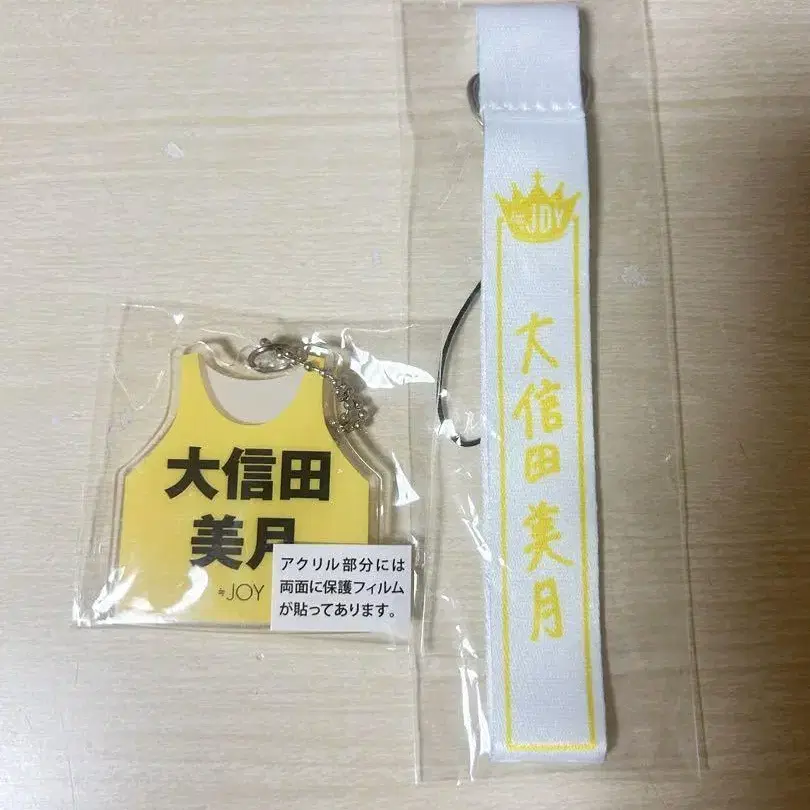 大信田
美月
≒JOY
アクリル部分には
両面に保護フィルム
が貼ってあります。
≒JOY
大信田美月